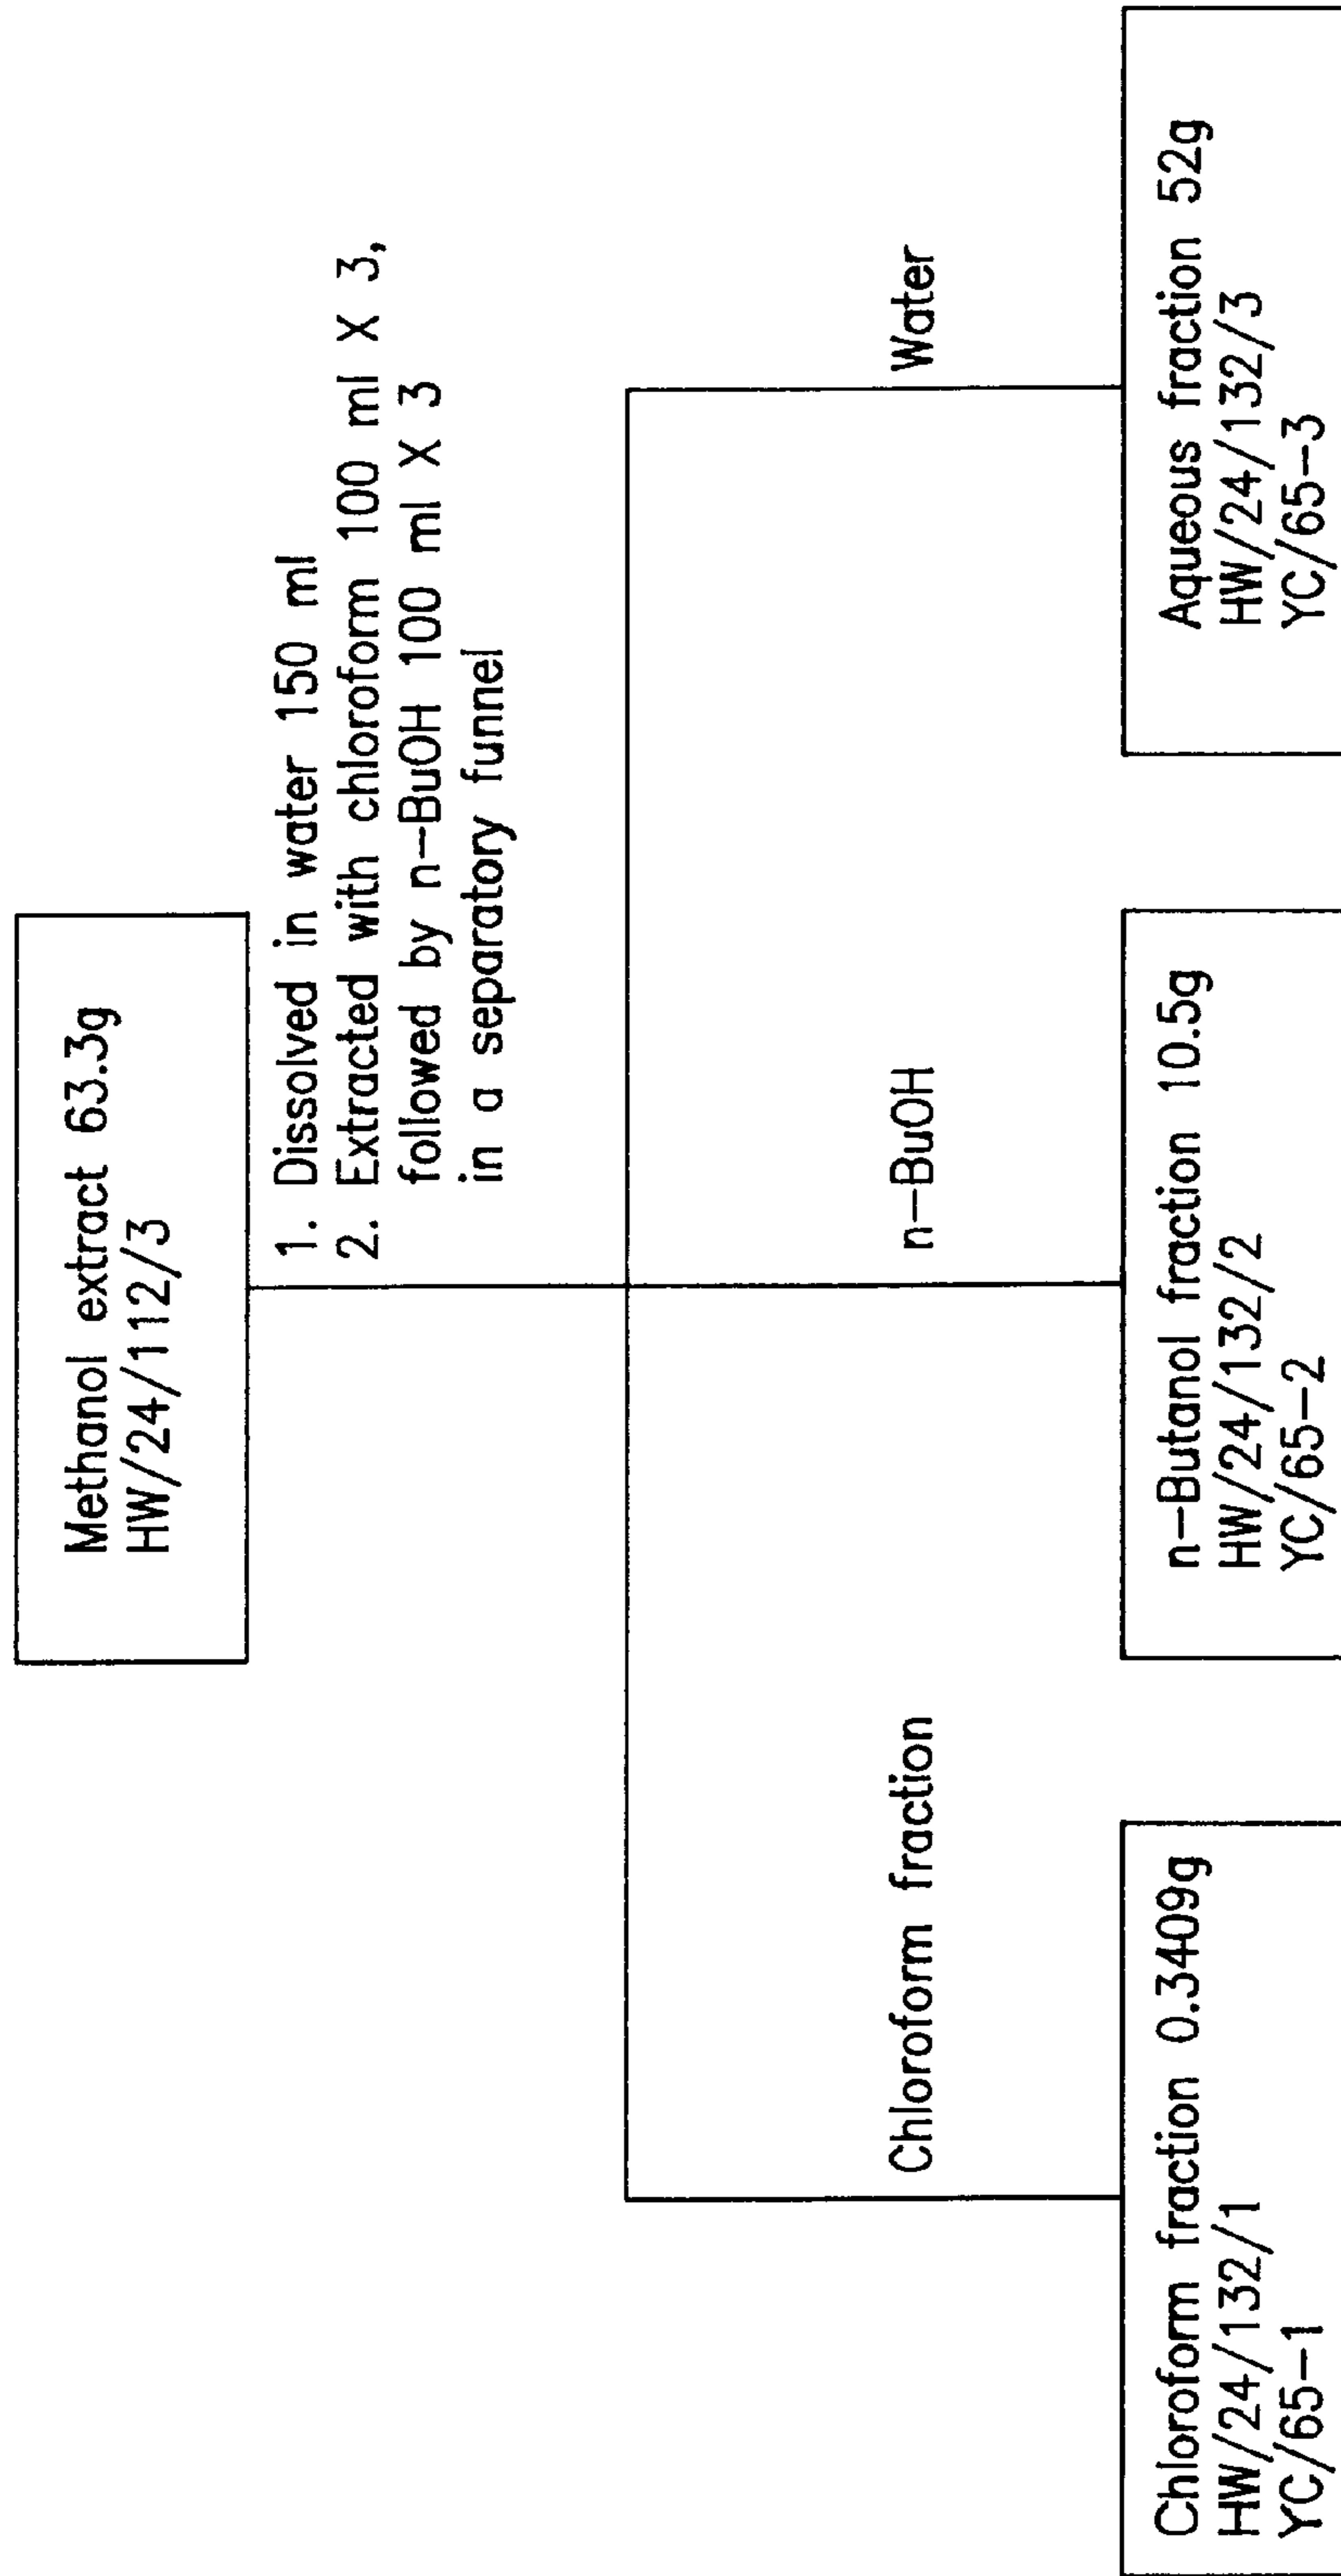 Methanol extract 63.3g
HW/24/112/3
1. Dissolved in water 150 ml
2. Extracted with chloroform 100 ml X 3,
followed by n-BuOH 100 ml X 3
in a separatory funnel
Chloroform fraction
n-BuOH
Water
Chloroform fraction 0.3409g
HW/24/132/1
YC/65-1
n-Butanol fraction 10.5g
HW/24/132/2
YC/65-2
Aqueous fraction 52g
HW/24/132/3
YC/65-3